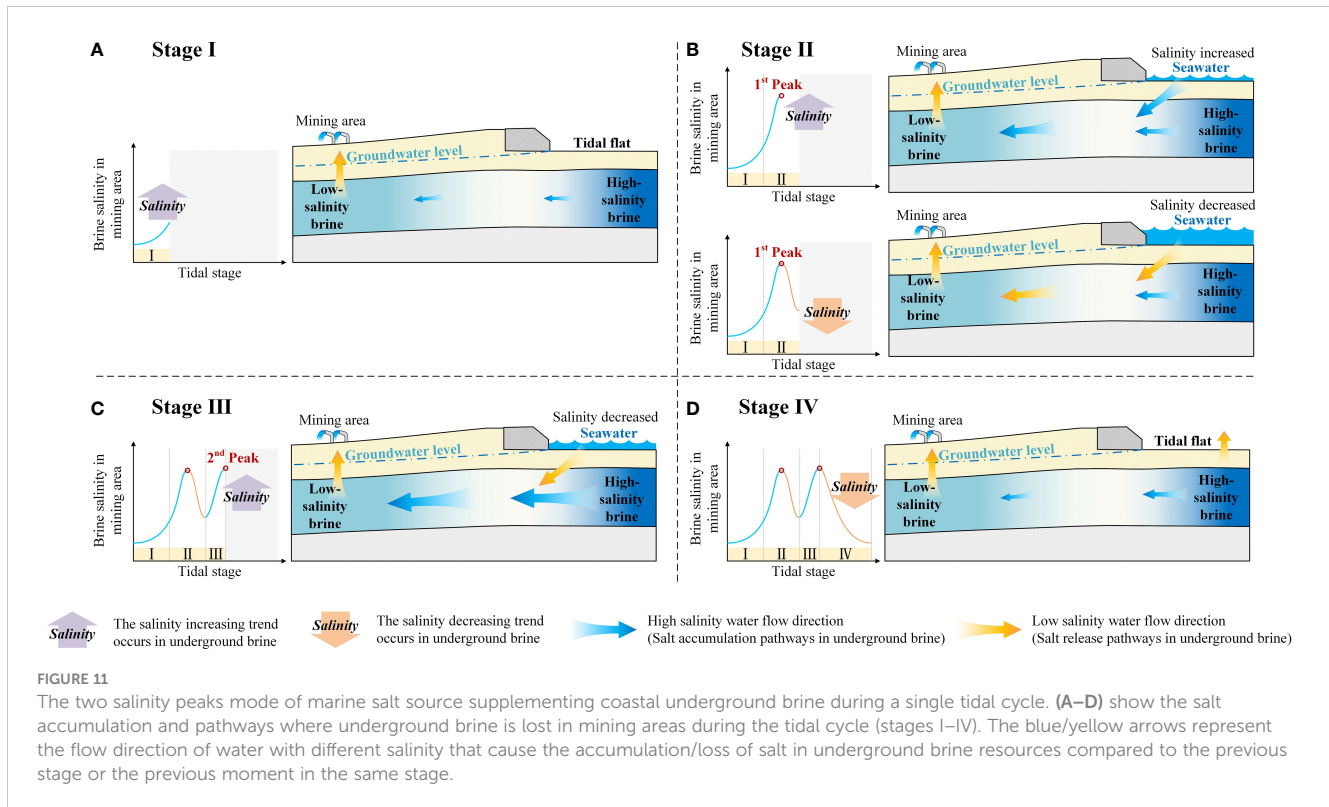 A
Stage I
Brine salinity in
mining area
Salinity
I
Tidal stage
Mining area
Groundwater level
Tidal flat
Low-
salinity
brine
High-
salinity
brine
B
Stage II
Brine salinity in
mining area
1st Peak
Salinity
I II
Tidal stage
Mining area
Salinity increased
Seawater
Groundwater level
Low-
salinity
brine
High-
salinity
brine
Brine salinity in
mining area
1st Peak
Salinity
I II
Tidal stage
Mining area
Salinity decreased
Seawater
Groundwater level
Low-
salinity
brine
High-
salinity
brine
C
Stage III
Brine salinity in
mining area
2nd Peak
Salinity
I II III
Tidal stage
Mining area
Salinity decreased
Seawater
Groundwater level
Low-
salinity
brine
High-
salinity
brine
D
Stage IV
Brine salinity in
mining area
Salinity
I II III IV
Tidal stage
Mining area
Tidal flat
Groundwater level
Low-
salinity
brine
High-
salinity
brine
Salinity
The salinity increasing trend
occurs in underground brine
Salinity
The salinity decreasing trend
occurs in underground brine
High salinity water flow direction
(Salt accumulation pathways in underground brine)
Low salinity water flow direction
(Salt release pathways in underground brine)
FIGURE 11
The two salinity peaks mode of marine salt source supplementing coastal underground brine during a single tidal cycle. (A–D) show the salt
accumulation and pathways where underground brine is lost in mining areas during the tidal cycle (stages I–IV). The blue/yellow arrows represent
the flow direction of water with different salinity that cause the accumulation/loss of salt in underground brine resources compared to the previous
stage or the previous moment in the same stage.